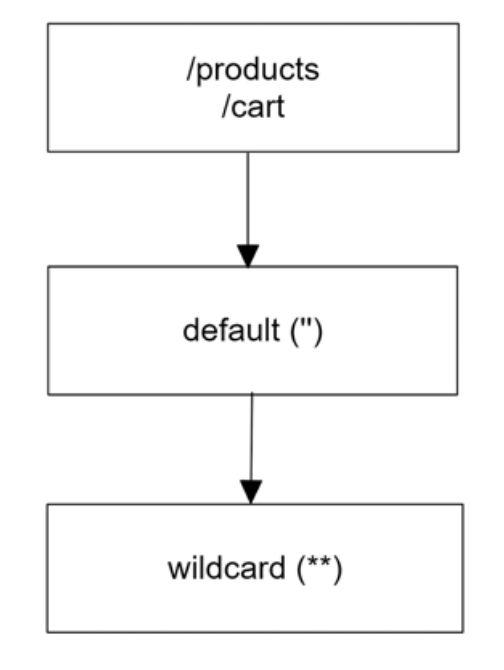 /products
/cart
default ('')
wildcard (**)